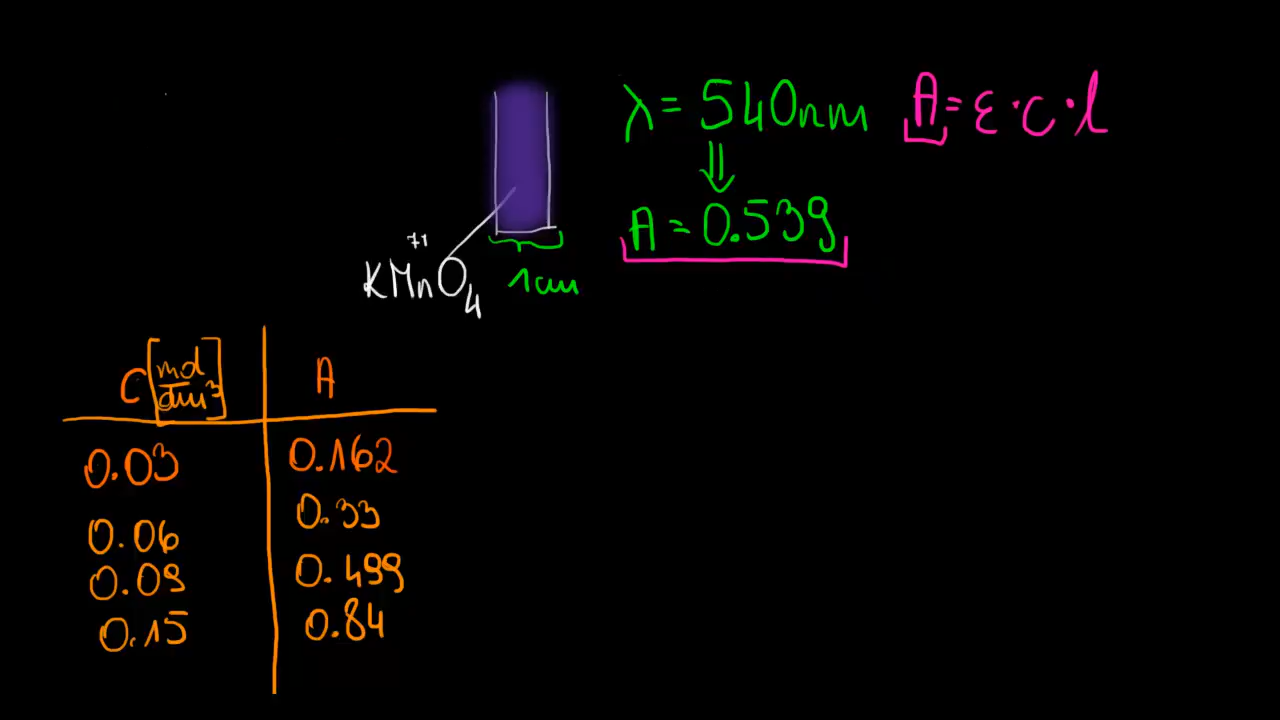 λ = 540nm
A = ε · c · l
⇓
A = 0.539
+7
KMnO4
1cm
C [mol/dm³] A
0.03 0.162
0.06 0.33
0.09 0.499
0.15 0.84